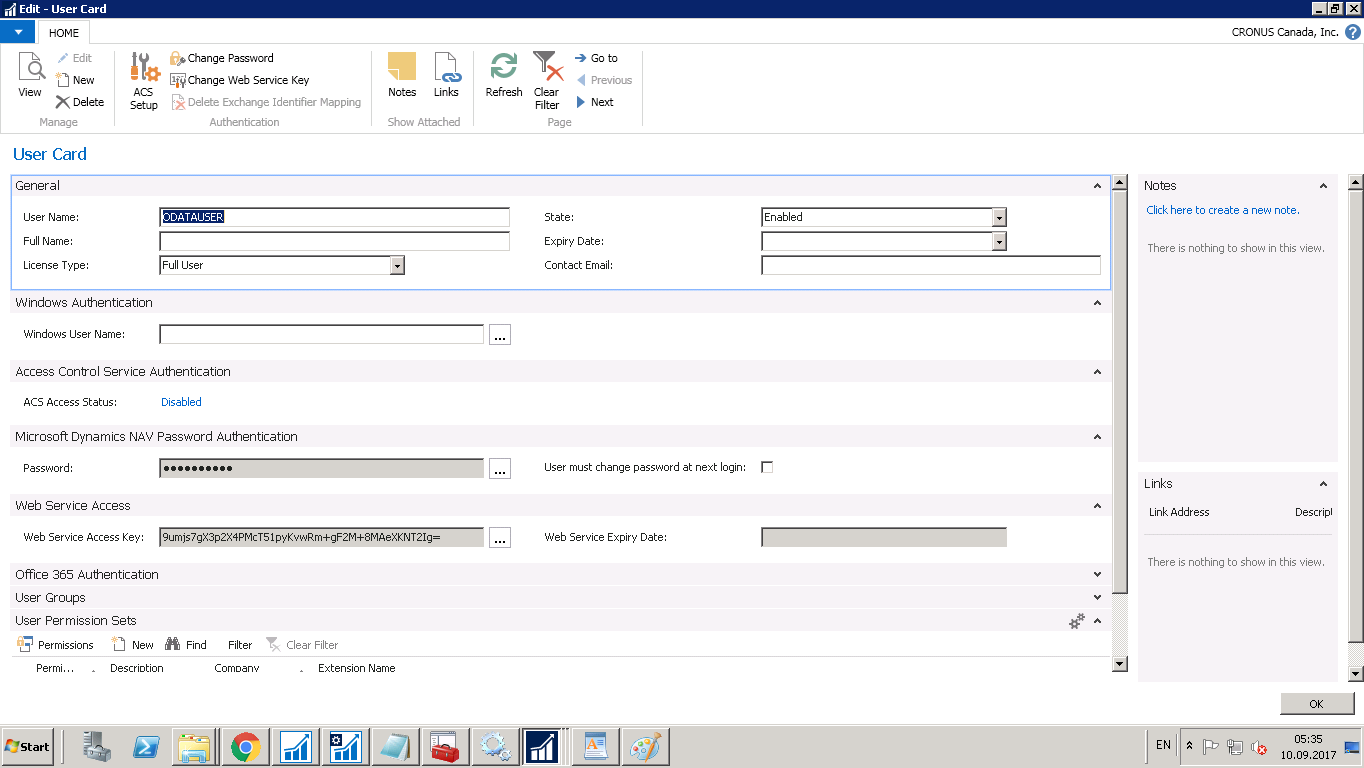 Edit - User Card
HOME
CRONUS Canada, Inc. ?
View
Edit
New
Delete
Manage
ACS Setup
Change Password
Change Web Service Key
Delete Exchange Identifier Mapping
Authentication
Notes
Links
Show Attached
Refresh
Clear Filter
Go to
Previous
Next
Page
User Card
General
User Name: ODATAUSER
State: Enabled
Full Name:
Expiry Date:
License Type: Full User
Contact Email:
Windows Authentication
Windows User Name: ...
Access Control Service Authentication
ACS Access Status: Disabled
Microsoft Dynamics NAV Password Authentication
Password: ●●●●●●●●●● ...
User must change password at next login:
Web Service Access
Web Service Access Key: 9umjs7gX3p2X4PMcT51pyKvwRm+gF2M+8MAeXKNT2Ig= ...
Web Service Expiry Date:
Office 365 Authentication
User Groups
User Permission Sets
Permissions New Find Filter Clear Filter
Permi... Description Company Extension Name
Notes
Click here to create a new note.
There is nothing to show in this view.
Links
Link Address Descript
There is nothing to show in this view.
OK
Start
EN
05:35
10.09.2017